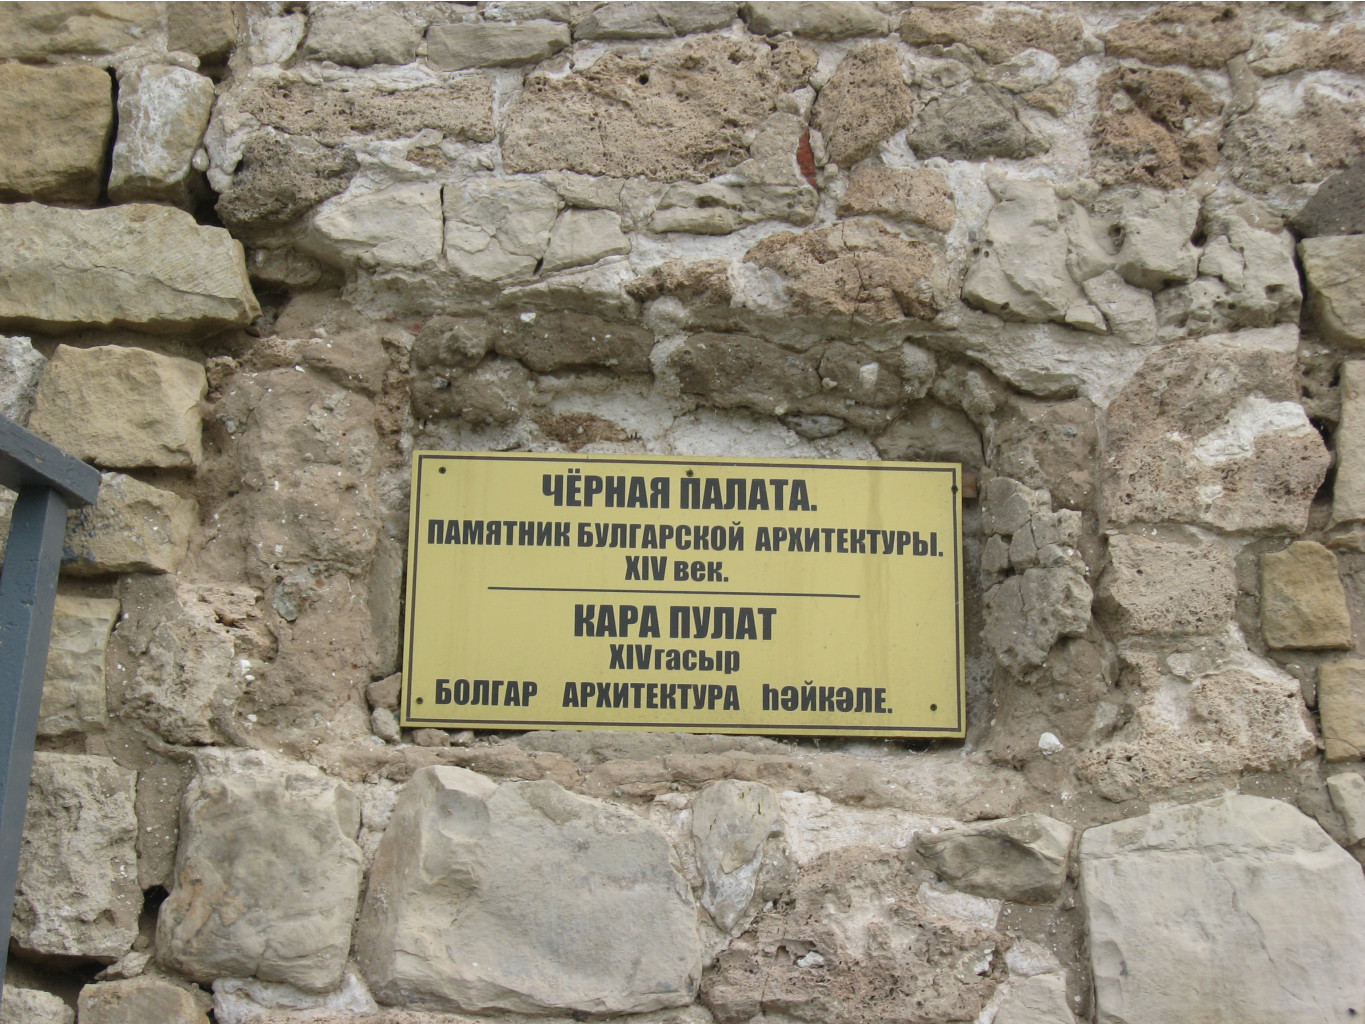 ЧЁРНАЯ ПАЛАТА.
ПАМЯТНИК БУЛГАРСКОЙ АРХИТЕКТУРЫ.
XIV век.
КАРА ПУЛАТ
XIVгасыр
БОЛГАР АРХИТЕКТУРА һәйкәле.